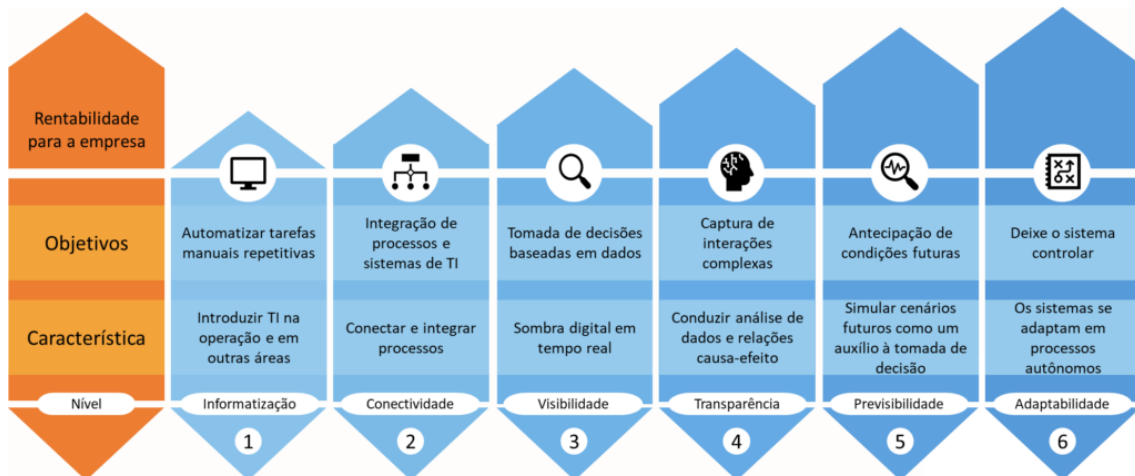 Rentabilidade
para a empresa
Objetivos
Automatizar tarefas
manuais repetitivas
Integração de
processos e
sistemas de TI
Tomada de decisões
baseadas em dados
Captura de
interações
complexas
Antecipação de
condições futuras
Deixe o sistema
controlar
Característica
Introduzir TI na
operação e em
outras áreas
Conectar e integrar
processos
Sombra digital em
tempo real
Conduzir análise de
dados e relações
causa-efeito
Simular cenários
futuros como um
auxílio à tomada de
decisão
Os sistemas se
adaptam em
processos
autônomos
Nível
Informatização
Conectividade
Visibilidade
Transparência
Previsibilidade
Adaptabilidade
1
2
3
4
5
6